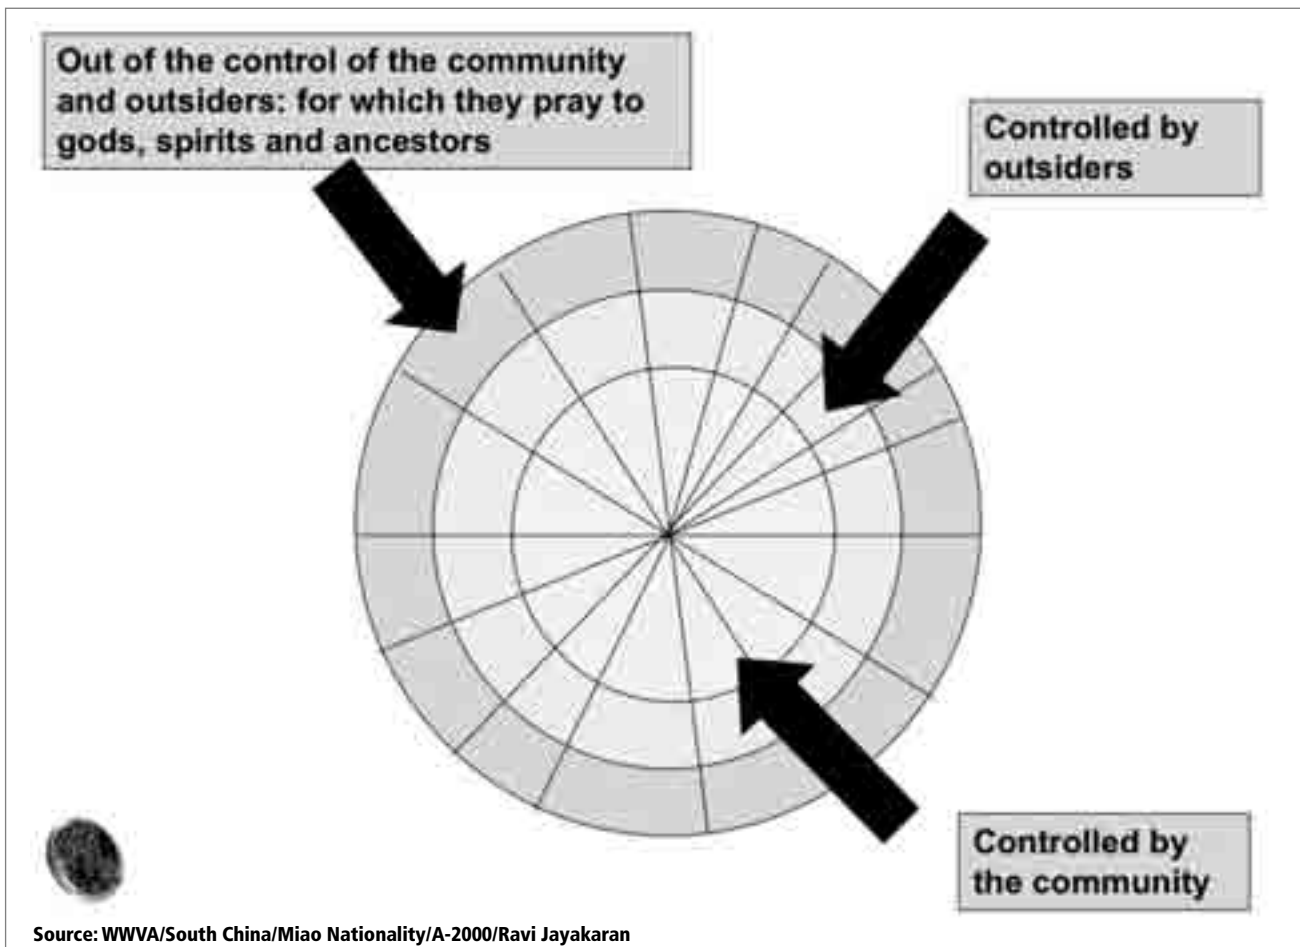 Out of the control of the community
and outsiders: for which they pray to
gods, spirits and ancestors
Controlled by
outsiders
Controlled by
the community
Source: WWVA/South China/Miao Nationality/A-2000/Ravi Jayakaran